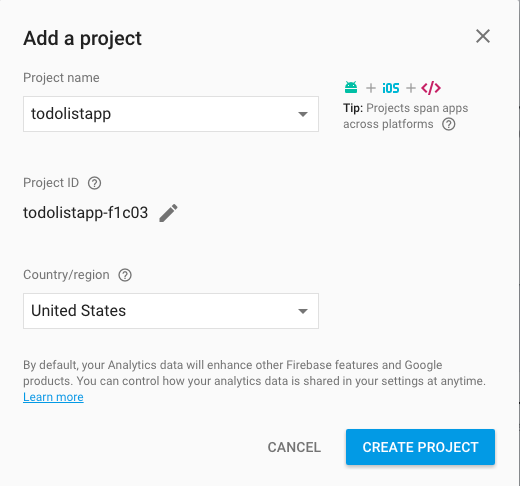 Add a project
Project name
todolistapp
+ iOS + </>
Tip: Projects span apps
across platforms ?
Project ID ?
todolistapp-f1c03
Country/region ?
United States
By default, your Analytics data will enhance other Firebase features and Google
products. You can control how your analytics data is shared in your settings at anytime.
Learn more
CANCEL
CREATE PROJECT